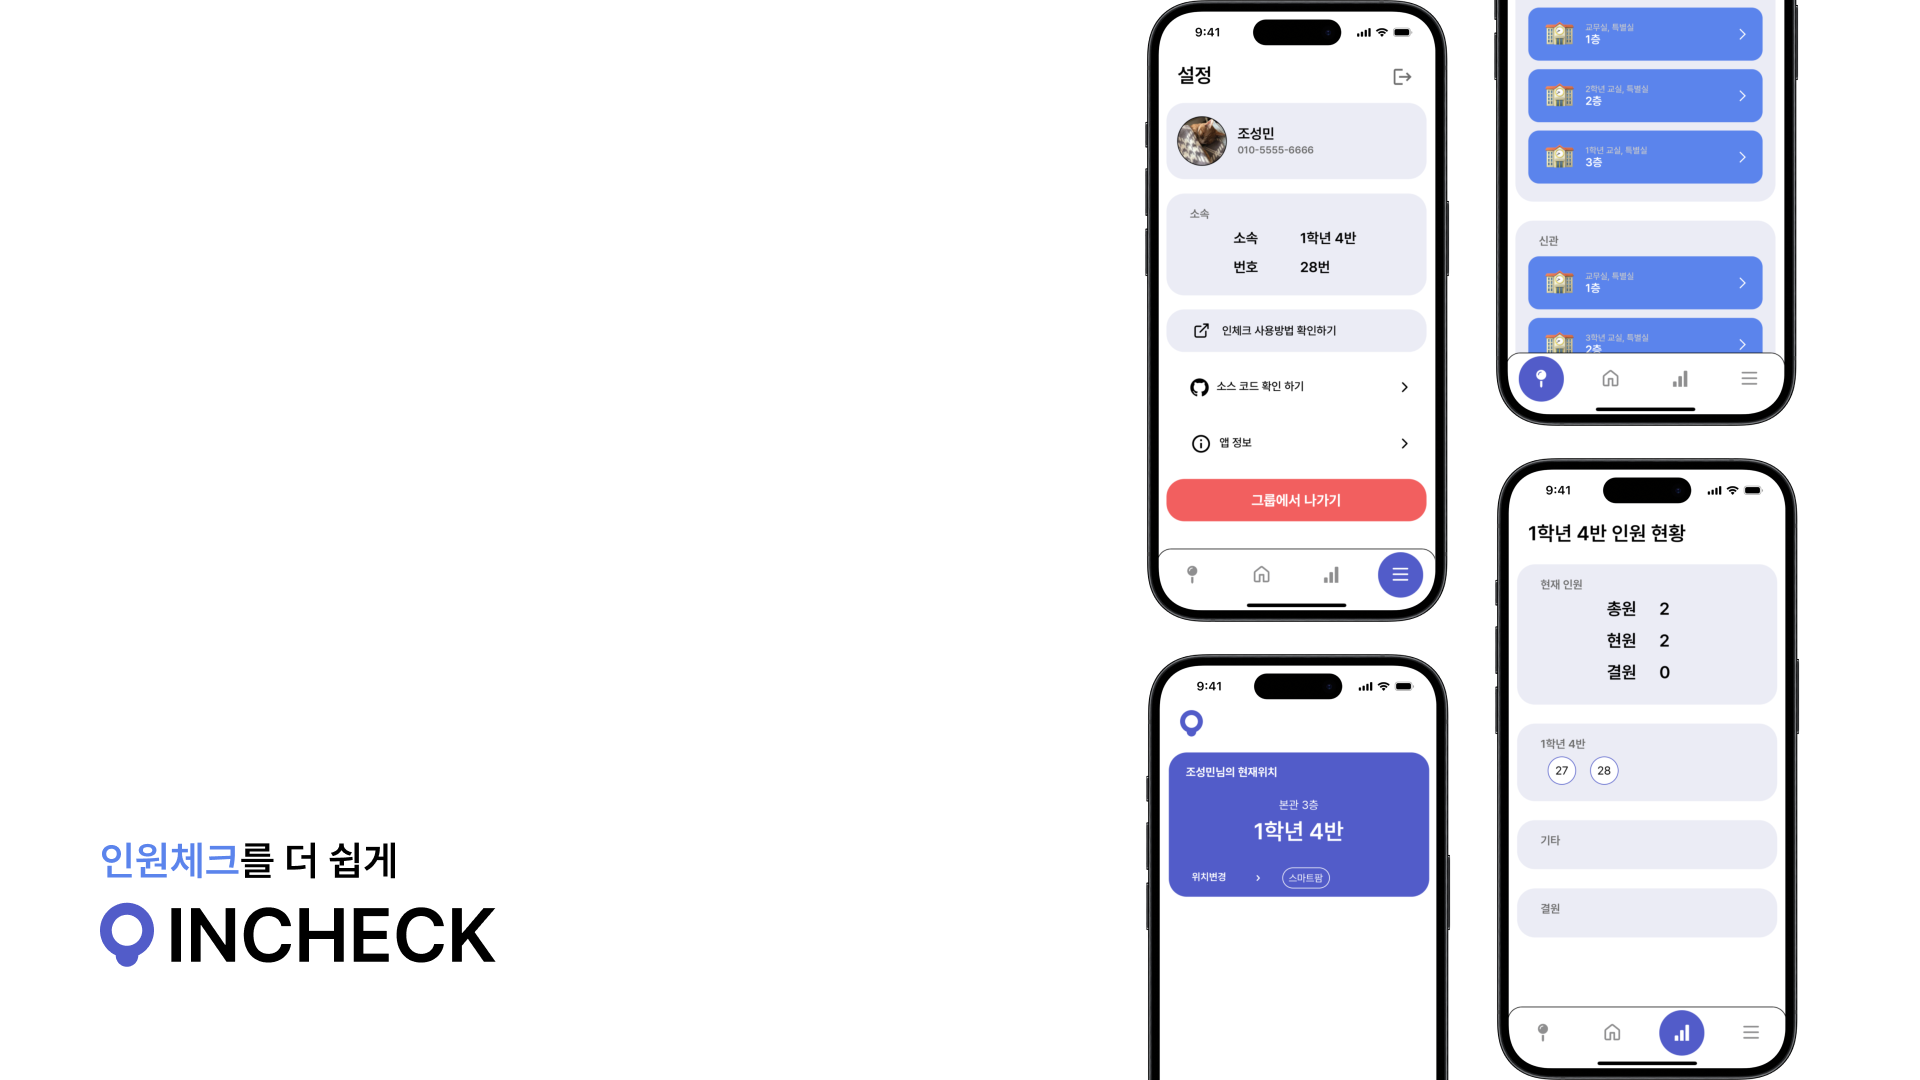 인원체크를 더 쉽게
INCHECK
9:41
설정
조성민
010-5555-6666
소속
소속 1학년 4반
번호 28번
인체크 사용방법 확인하기
소스 코드 확인 하기
앱 정보
그룹에서 나가기
9:41
조성민님의 현재위치
본관 3층
1학년 4반
위치변경 › 스마트팜
교무실, 특별실
1층
2학년 교실, 특별실
2층
1학년 교실, 특별실
3층
신관
교무실, 특별실
1층
3학년 교실, 특별실
2층
9:41
1학년 4반 인원 현황
현재 인원
총원 2
현원 2
결원 0
1학년 4반
27 28
기타
결원